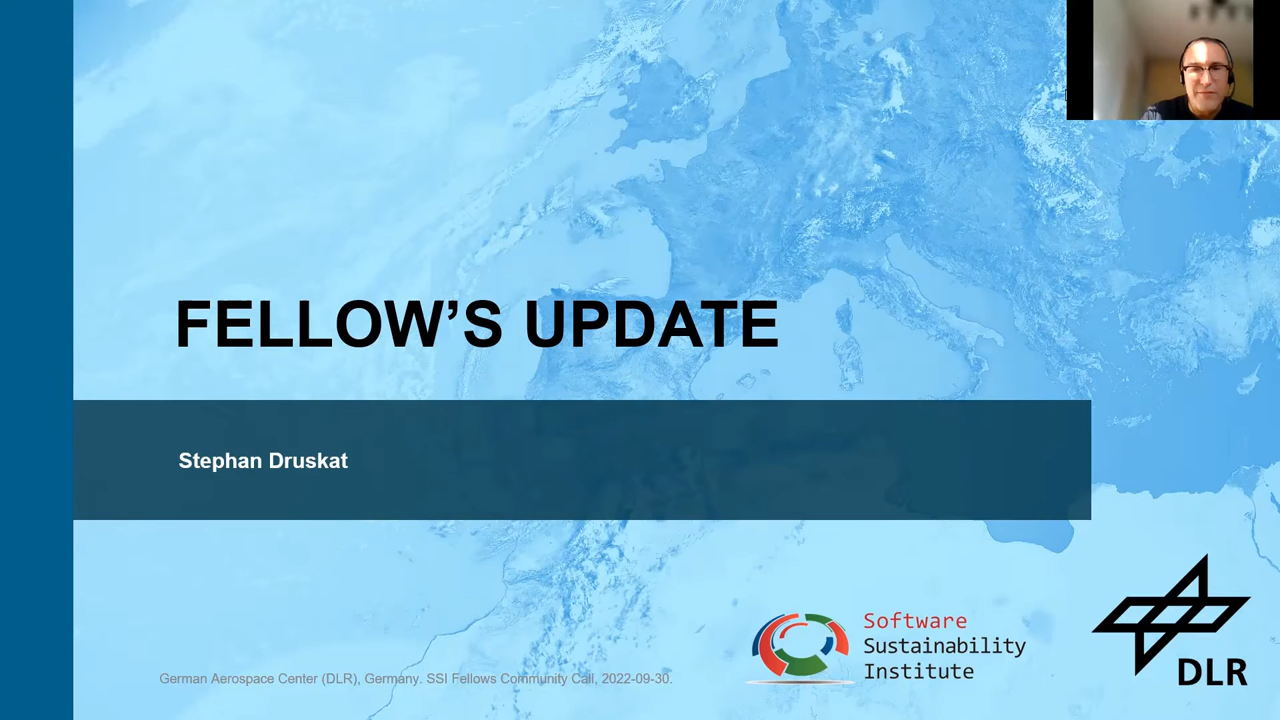 FELLOW’S UPDATE
Stephan Druskat
German Aerospace Center (DLR), Germany. SSI Fellows Community Call, 2022-09-30.
Software
Sustainability
Institute
DLR